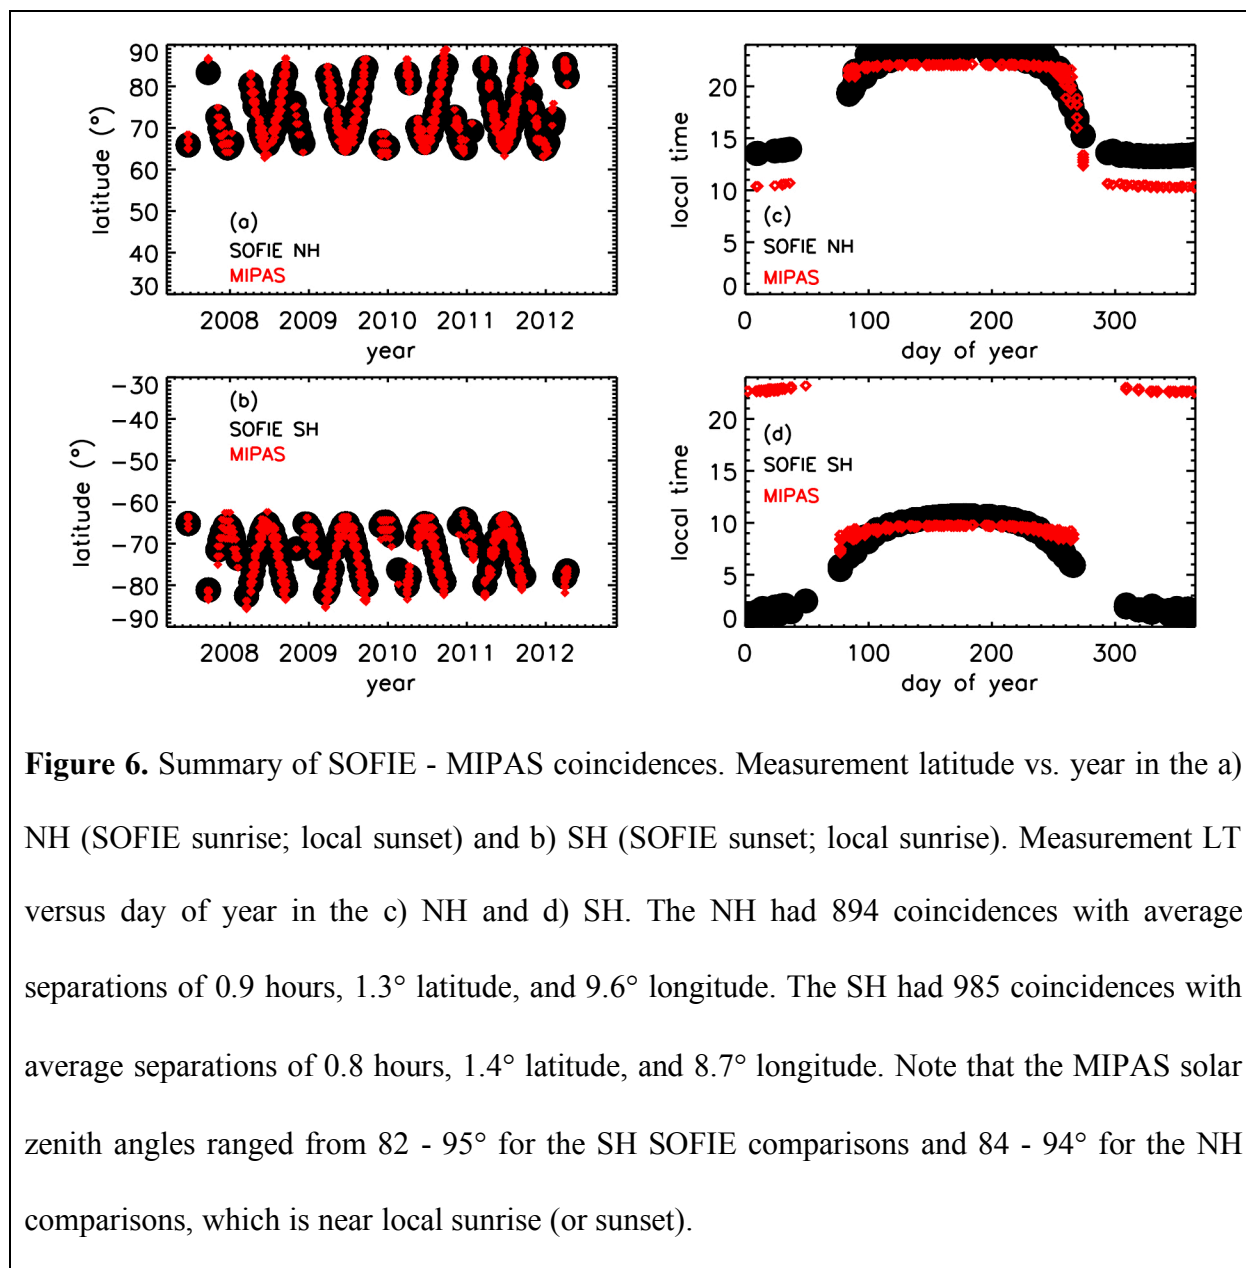 90
80
70
60
50
40
30
latitude (°)
(a)
SOFIE NH
MIPAS
2008 2009 2010 2011 2012
year
20
15
10
5
0
local time
(c)
SOFIE NH
MIPAS
0 100 200 300
day of year
−30
−40
−50
−60
−70
−80
−90
latitude (°)
(b)
SOFIE SH
MIPAS
2008 2009 2010 2011 2012
year
20
15
10
5
0
local time
(d)
SOFIE SH
MIPAS
0 100 200 300
day of year
Figure 6. Summary of SOFIE - MIPAS coincidences. Measurement latitude vs. year in the a)
NH (SOFIE sunrise; local sunset) and b) SH (SOFIE sunset; local sunrise). Measurement LT
versus day of year in the c) NH and d) SH. The NH had 894 coincidences with average
separations of 0.9 hours, 1.3° latitude, and 9.6° longitude. The SH had 985 coincidences with
average separations of 0.8 hours, 1.4° latitude, and 8.7° longitude. Note that the MIPAS solar
zenith angles ranged from 82 - 95° for the SH SOFIE comparisons and 84 - 94° for the NH
comparisons, which is near local sunrise (or sunset).